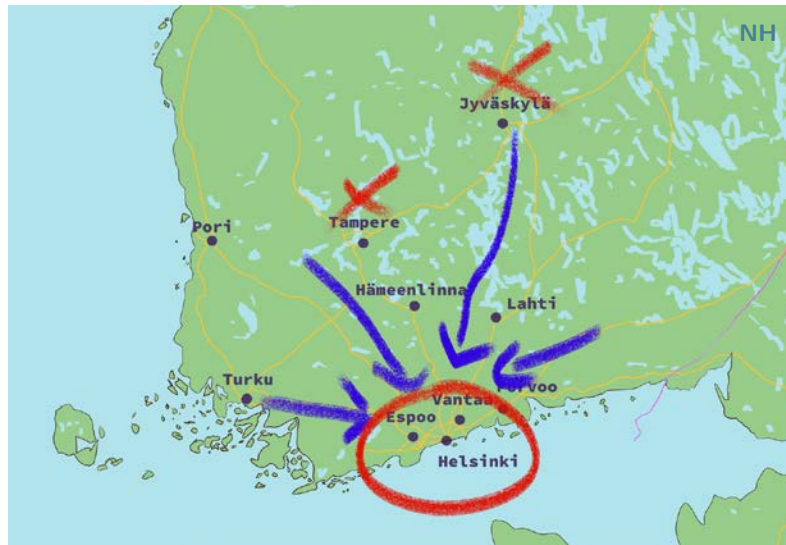 NH
Jyväskylä
Tampere
Pori
Hämeenlinna
Lahti
Turku
Porvoo
Vantaa
Espoo
Helsinki